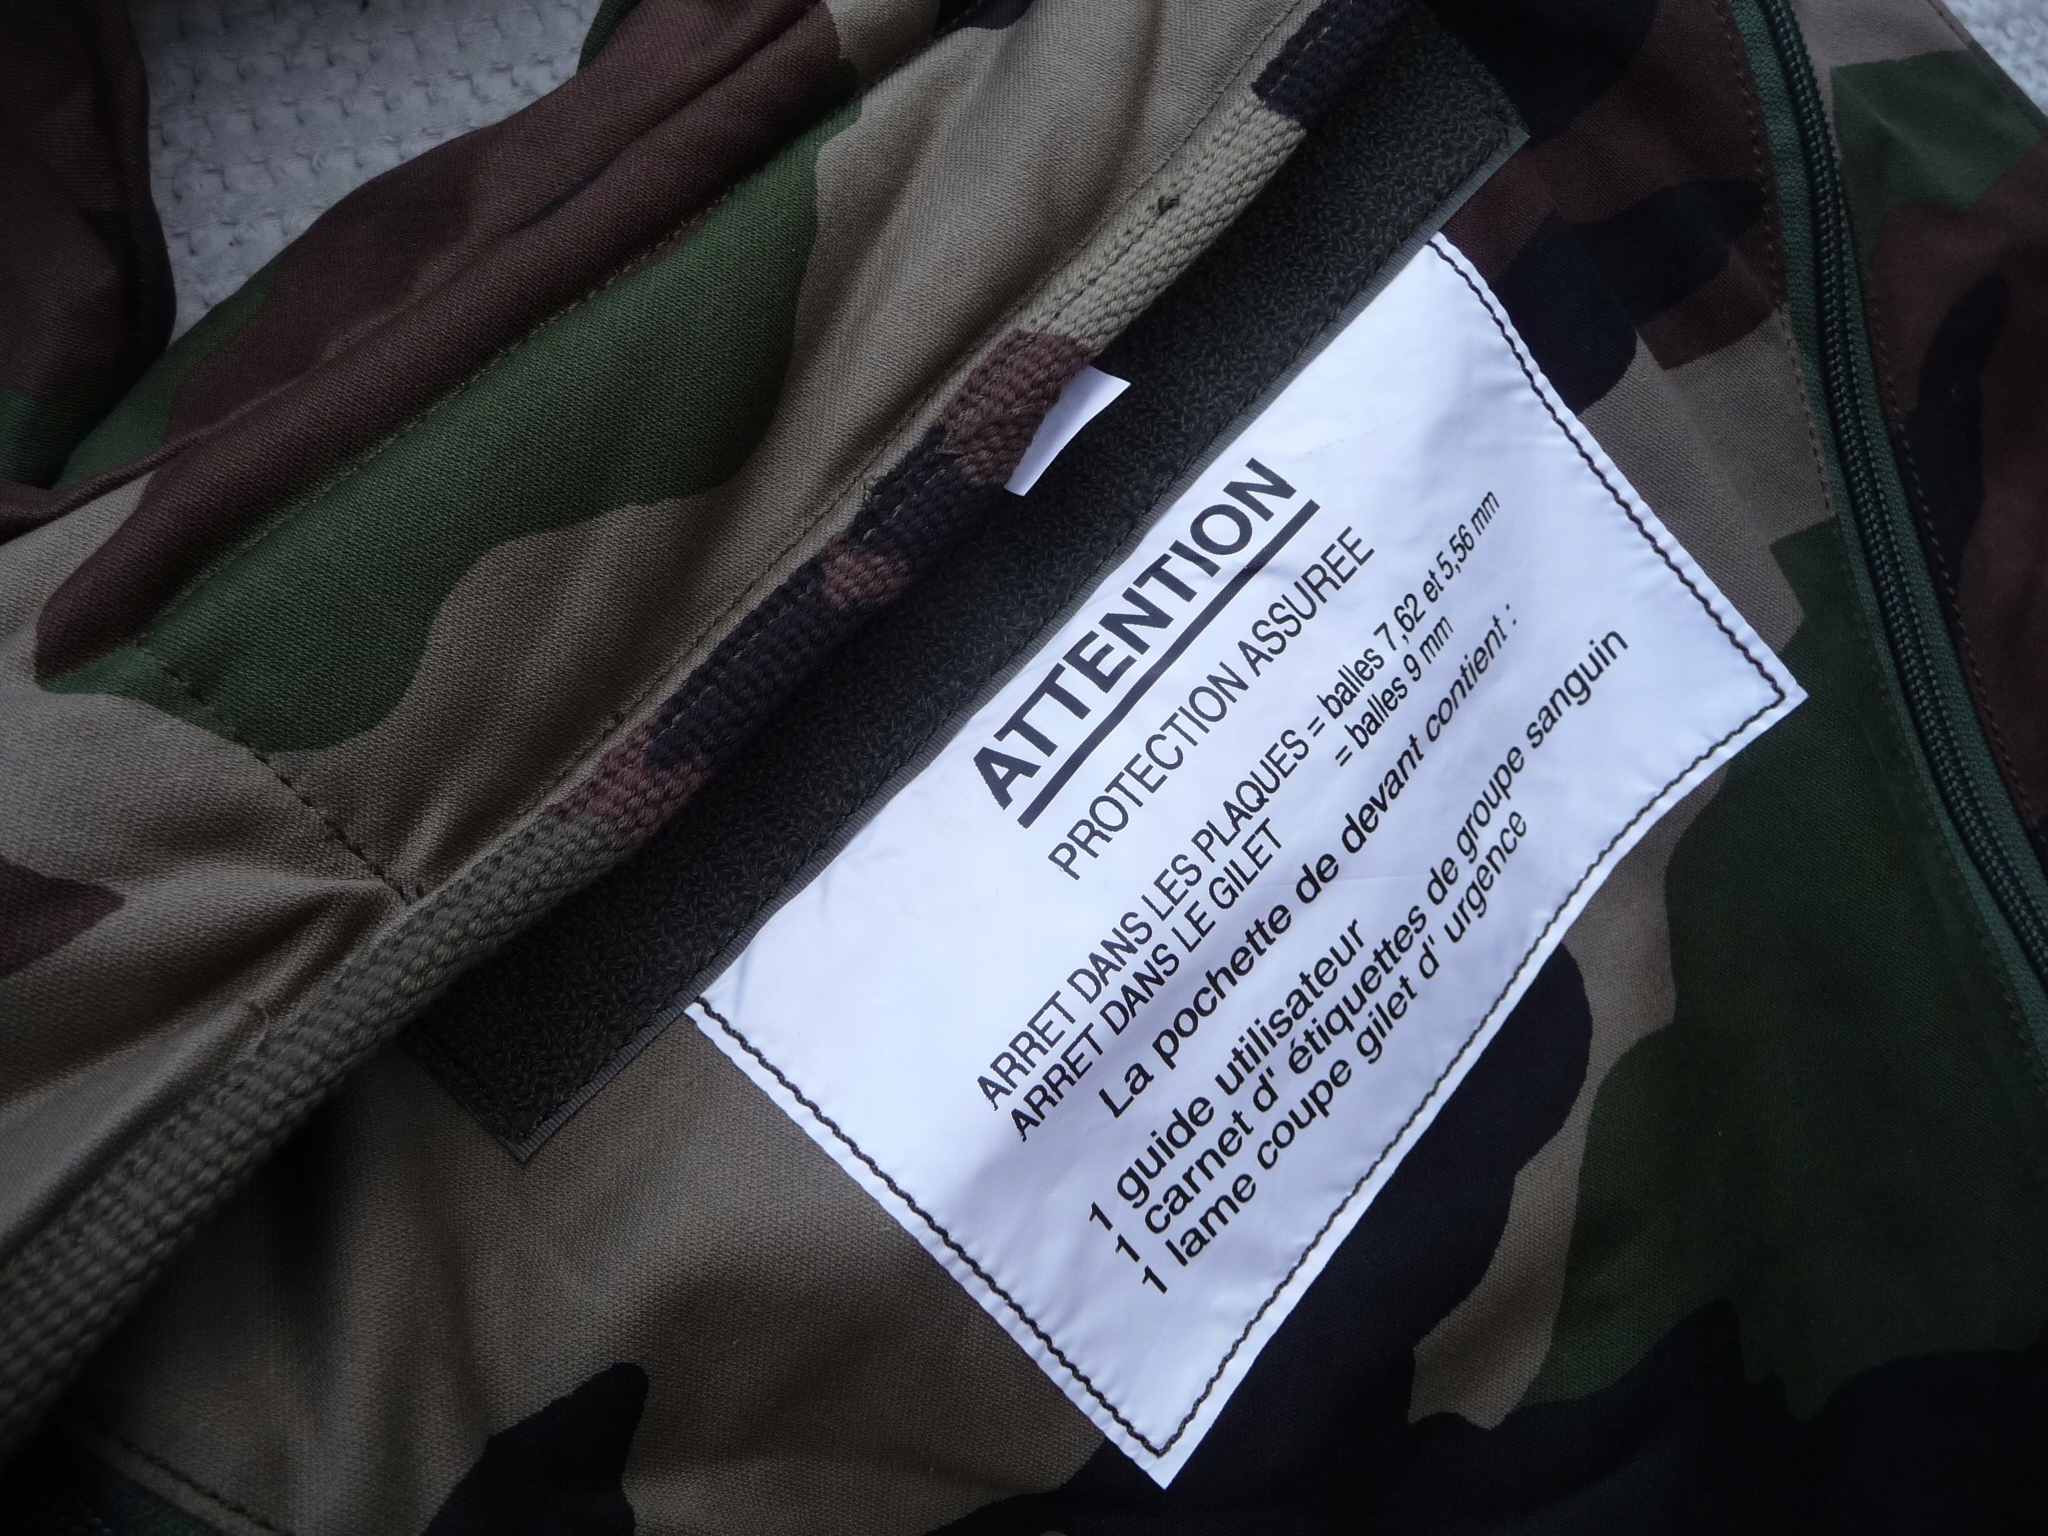 ATTENTION
PROTECTION ASSUREE
ARRET DANS LES PLAQUES = balles 7,62 et 5,56 mm
ARRET DANS LE GILET = balles 9 mm
La pochette de devant contient :
1 guide utilisateur
1 carnet d' étiquettes de groupe sanguin
1 lame coupe gilet d' urgence